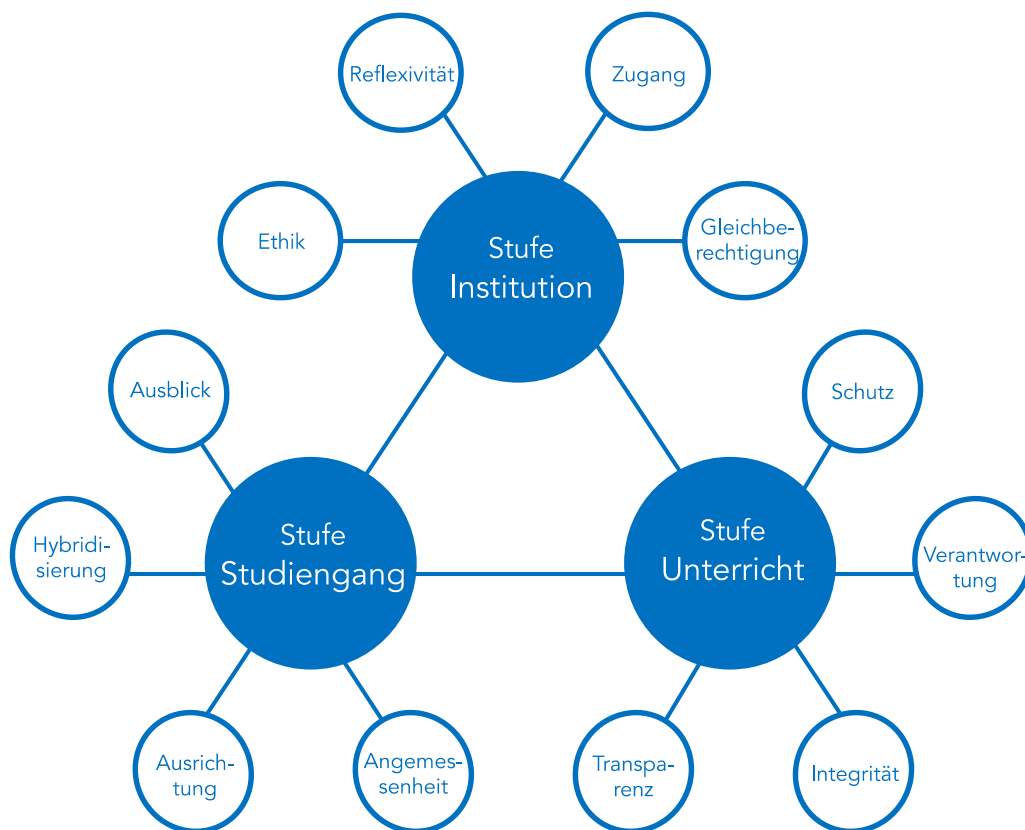 Reflexivität
Zugang
Ethik
Gleichbe-
rechtigung
Stufe
Institution
Ausblick
Schutz
Hybridi-
sierung
Stufe
Studiengang
Stufe
Unterricht
Verantwor-
tung
Ausrich-
tung
Angemes-
senheit
Transpa-
renz
Integrität